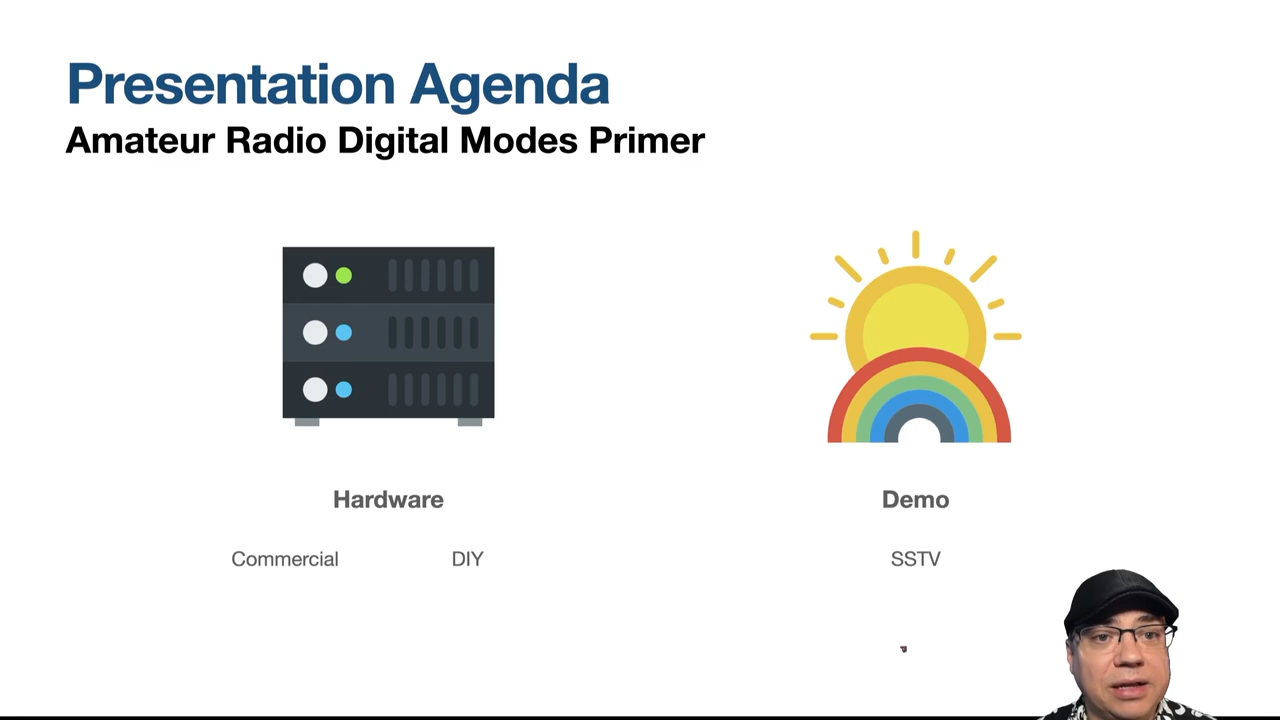 Presentation Agenda
Amateur Radio Digital Modes Primer
Hardware
Demo
Commercial
DIY
SSTV